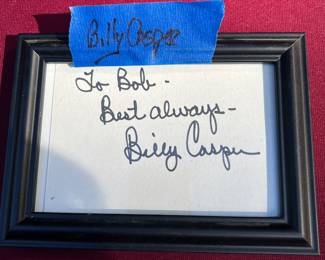 Billy Casper
To Bob -
Best always -
Billy Casper